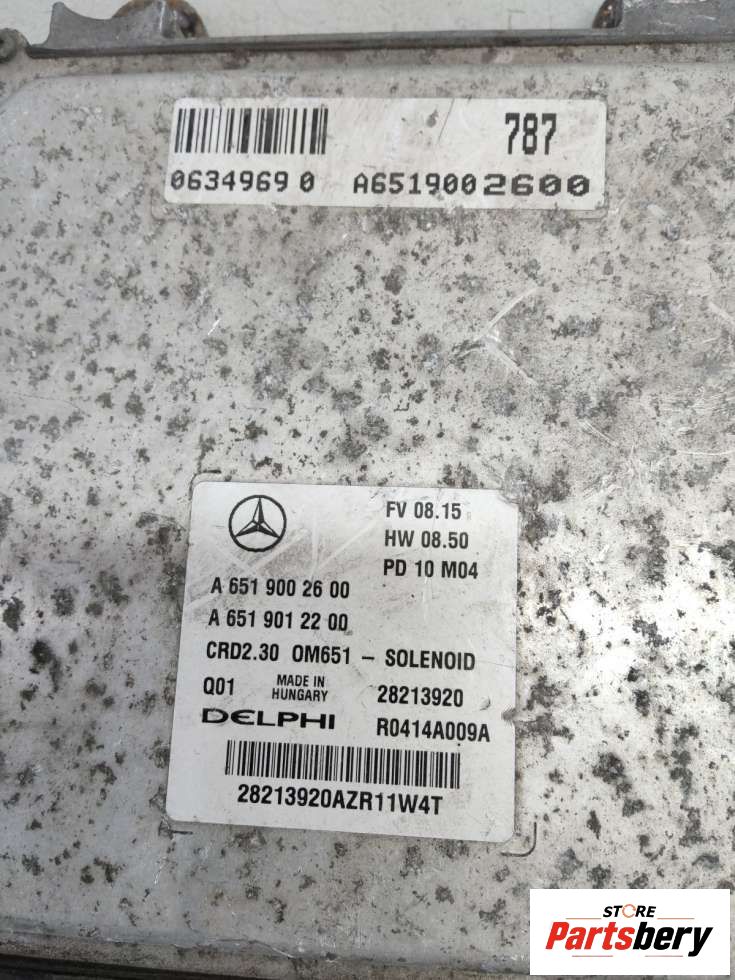 787
0634969 0 A6519002600
FV 08.15
HW 08.50
PD 10 M04
A 651 900 26 00
A 651 901 22 00
CRD2.30 OM651 – SOLENOID
Q01 MADE IN HUNGARY 28213920
DELPHI R0414A009A
28213920AZR11W4T
STORE
Partsbery